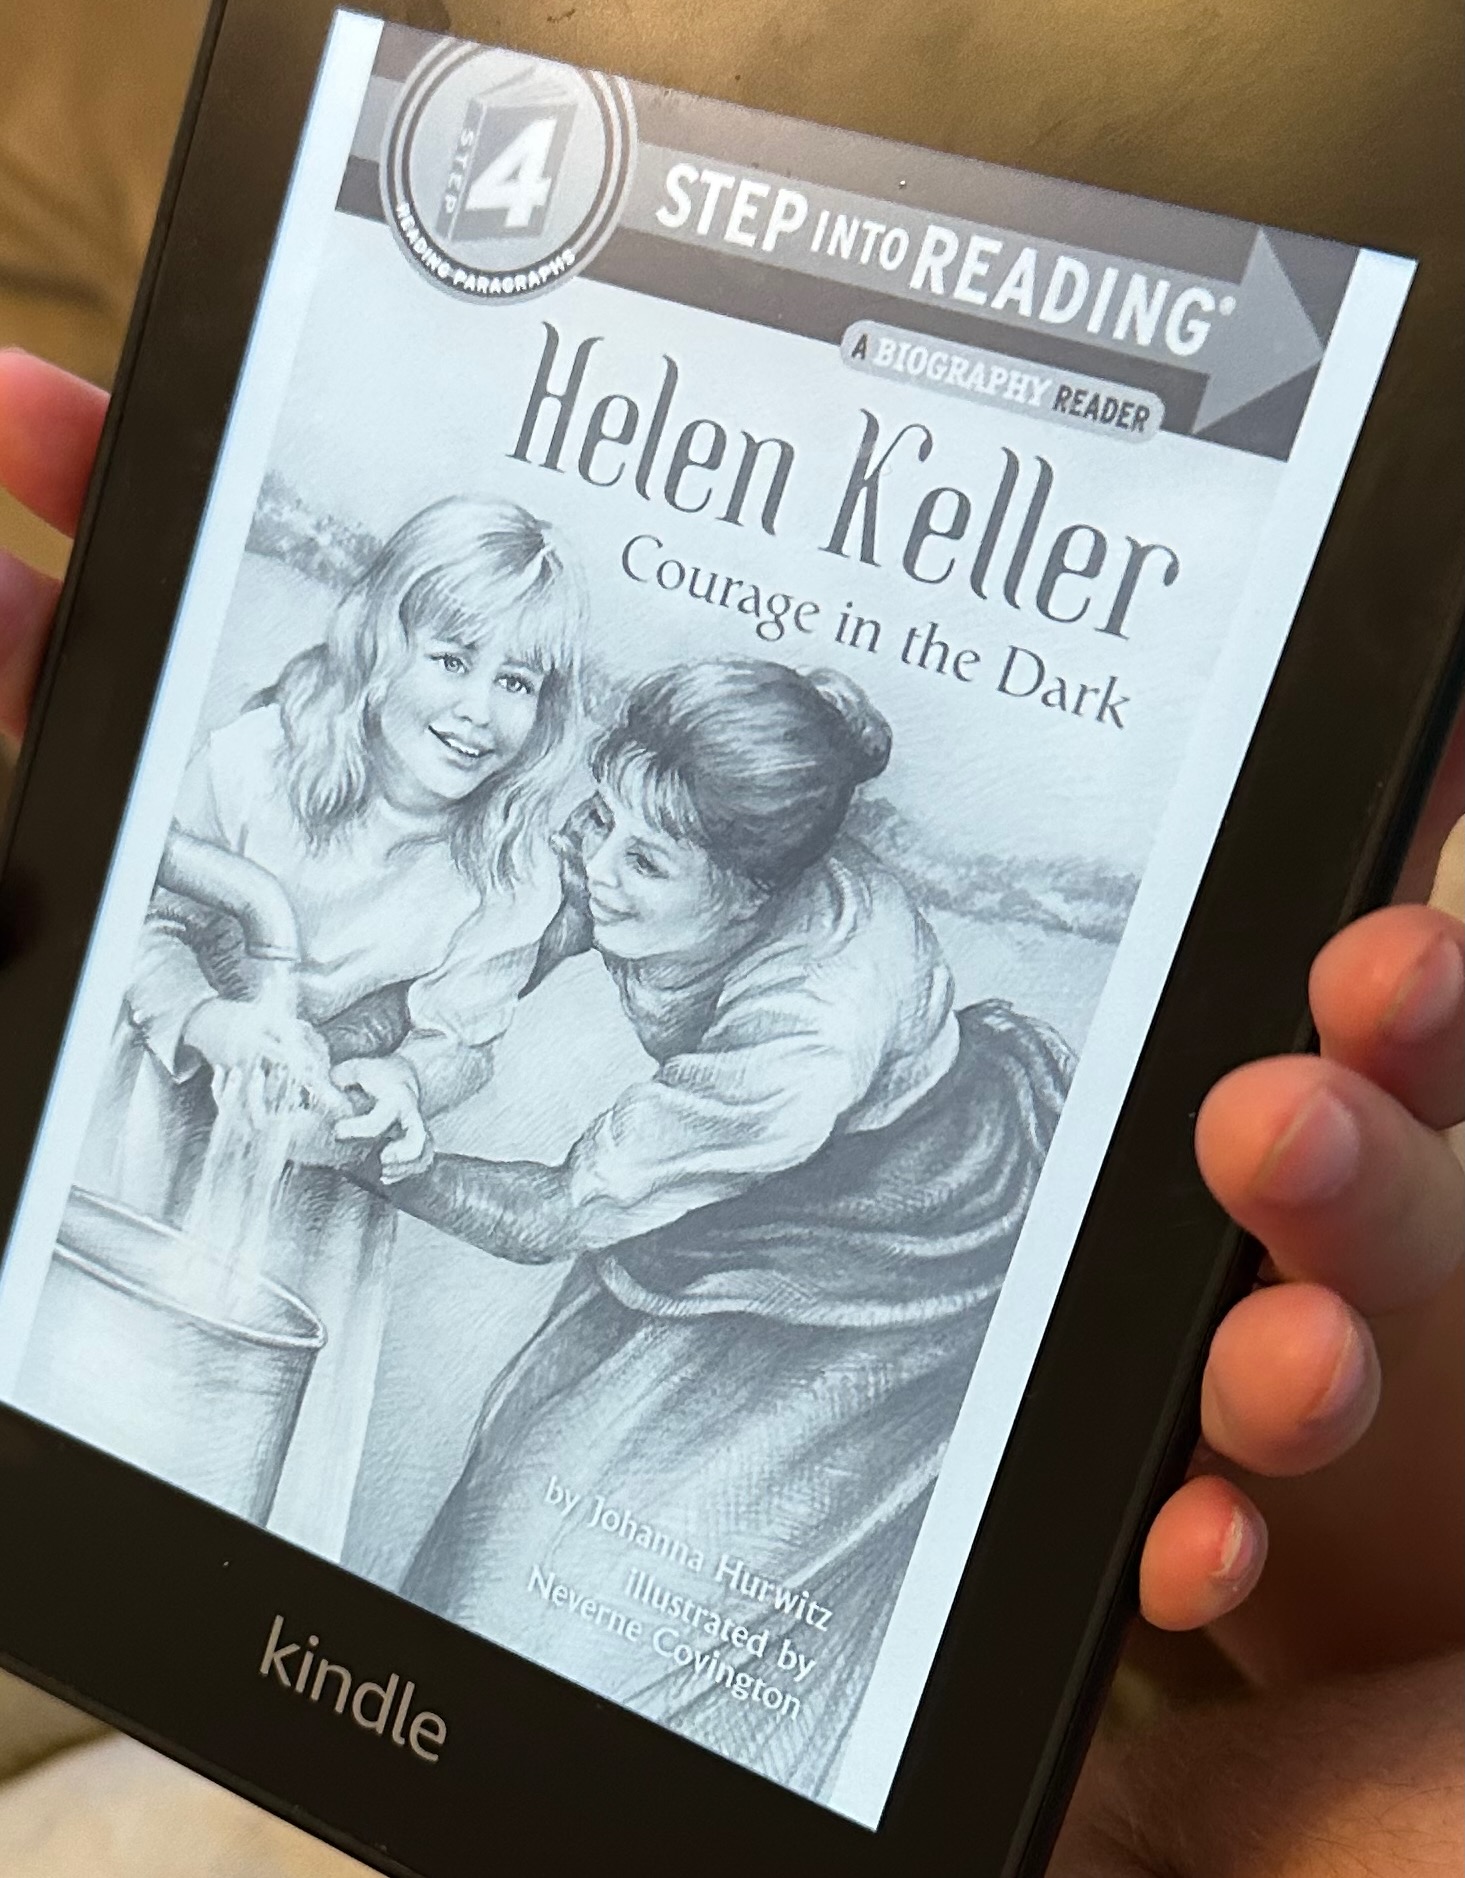 STEP 4
READING PARAGRAPHS
STEP INTO READING®
A BIOGRAPHY READER
Helen Keller
Courage in the Dark
by Johanna Hurwitz
illustrated by
Neverne Covington
kindle